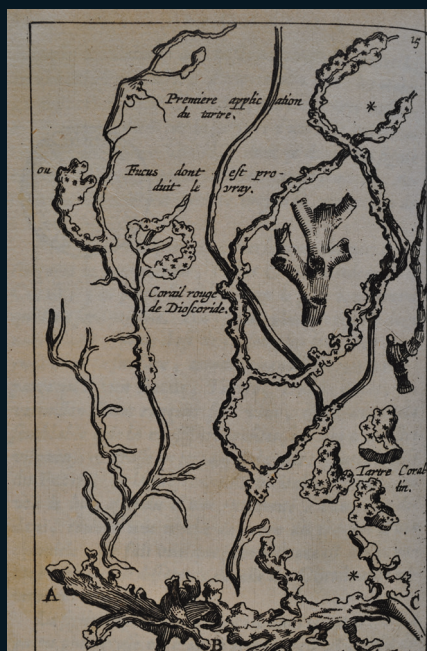 15
Premiere application
du tartre.
ou
Fucus dont est pro-
duit le vray.
Corail rouge
de Dioscoride.
Tartre Coral
lin.
A
B
C